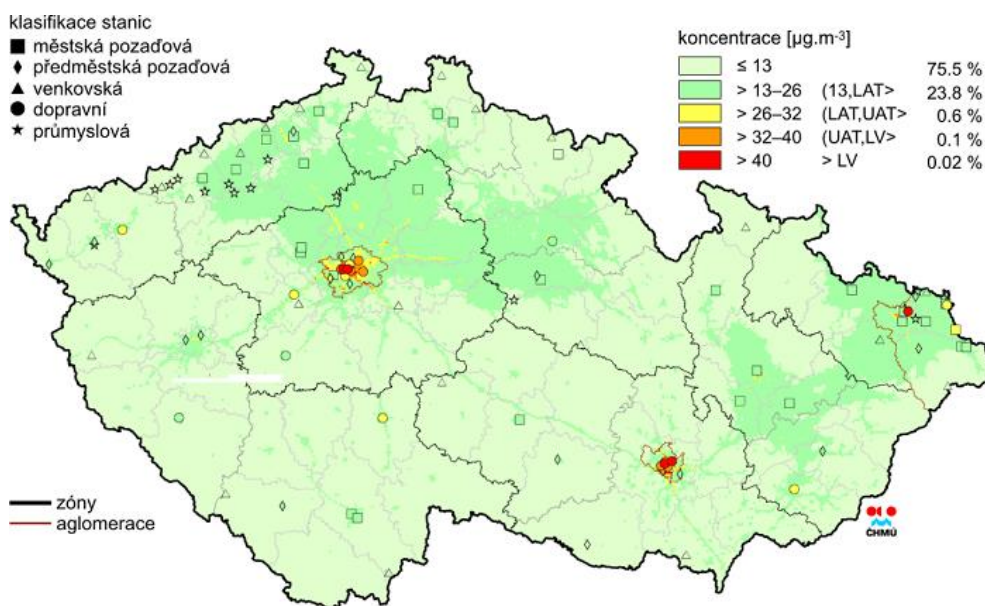 klasifikace stanic
městská pozaďová
předměstská pozaďová
venkovská
dopravní
průmyslová
koncentrace [µg.m⁻³]
≤ 13 75.5 %
> 13–26 (13,LAT> 23.8 %
> 26–32 (LAT,UAT> 0.6 %
> 32–40 (UAT,LV> 0.1 %
> 40 > LV 0.02 %
zóny
aglomerace
ČHMÚ